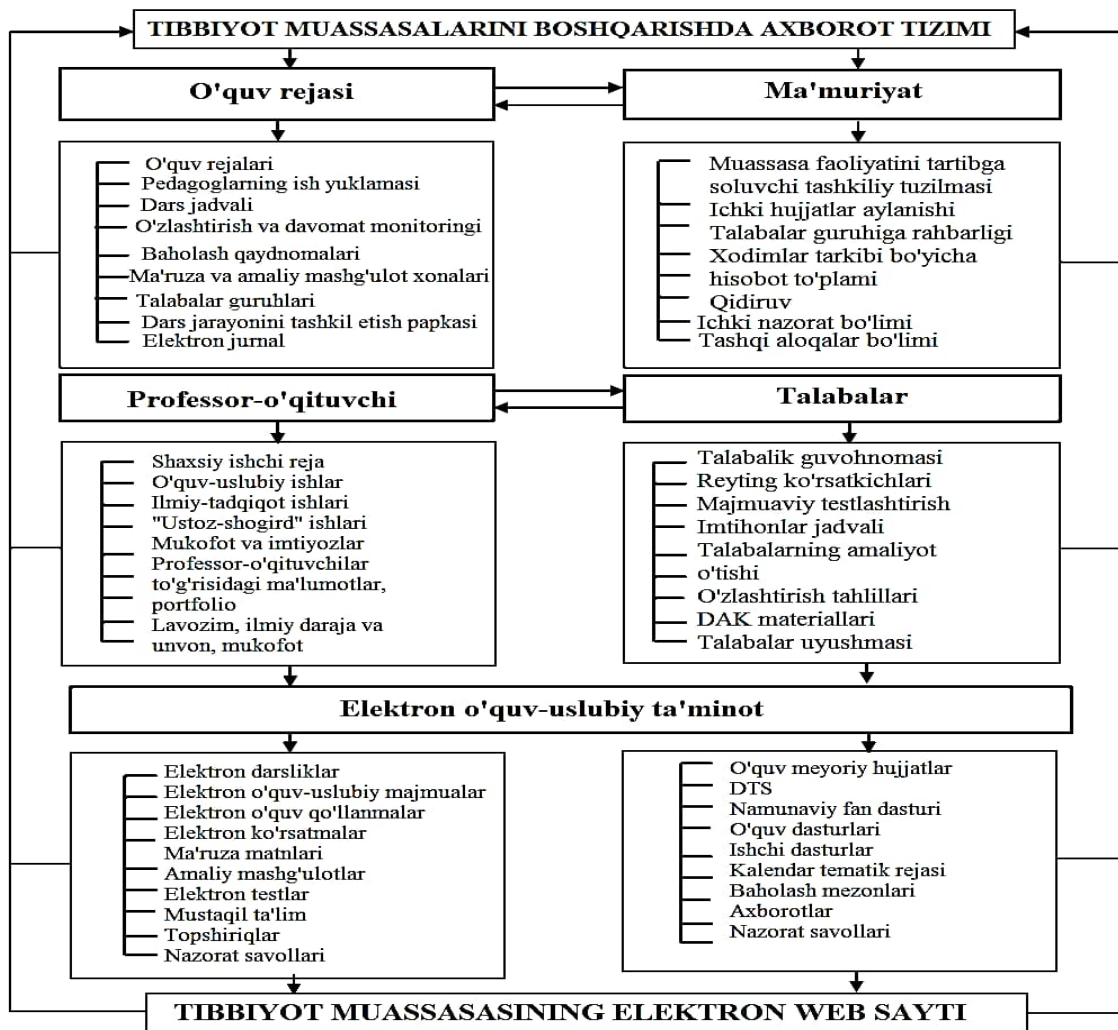 TIBBIYOT MUASSASALARINI BOSHQARISHDA AXBOROT TIZIMI
O'quv rejasi
Ma'muriyat
O'quv rejalari
Pedagoglarning ish yuklamasi
Dars jadvali
O'zlashtirish va davomat monitoringi
Baholash qaydnomalari
Ma'ruza va amaliy mashg'ulot xonalari
Talabalar guruhlari
Dars jarayonini tashkil etish papkasi
Elektron jurnal
Muassasa faoliyatini tartibga
soluvchi tashkiliy tuzilmasi
Ichki hujjatlar aylanishi
Talabalar guruhiga rahbarligi
Xodimlar tarkibi bo'yicha
hisobot to'plami
Qidiruv
Ichki nazorat bo'limi
Tashqi aloqalar bo'limi
Professor-o'qituvchi
Talabalar
Shaxsiy ishchi reja
O'quv-uslubiy ishlar
Ilmiy-tadqiqot ishlari
"Ustoz-shogird" ishlari
Mukofot va imtiyozlar
Professor-o'qituvchilar
to'g'risidagi ma'lumotlar,
portfolio
Lavozim, ilmiy daraja va
unvon, mukofot
Talabalik guvohnomasi
Reyting ko'rsatkichlari
Majmuaviy testlashtirish
Imtihonlar jadvali
Talabalarning amaliyot
o'tishi
O'zlashtirish tahlillari
DAK materiallari
Talabalar uyushmasi
Elektron o'quv-uslubiy ta'minot
Elektron darsliklar
Elektron o'quv-uslubiy majmualar
Elektron o'quv qo'llanmalar
Elektron ko'rsatmalar
Ma'ruza matnlari
Amaliy mashg'ulotlar
Elektron testlar
Mustaqil ta'lim
Topshiriqlar
Nazorat savollari
O'quv meyoriy hujjatlar
DTS
Namunaviy fan dasturi
O'quv dasturlari
Ishchi dasturlar
Kalendar tematik rejasi
Baholash mezonlari
Axborotlar
Nazorat savollari
TIBBIYOT MUASSASASINING ELEKTRON WEB SAYTI